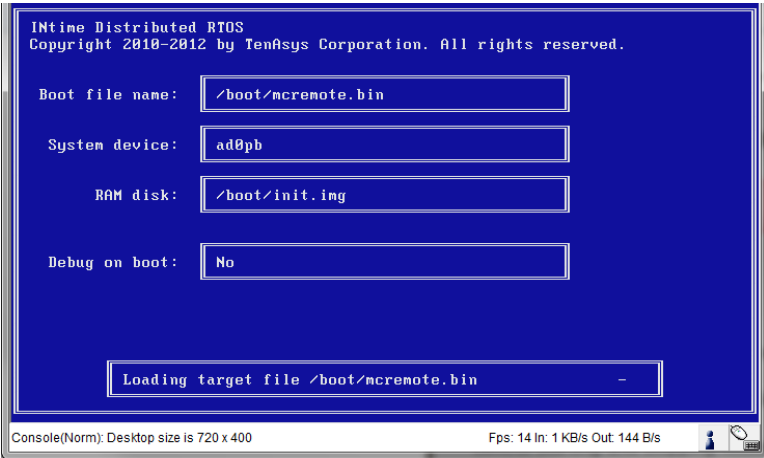 INtime Distributed RTOS
Copyright 2010-2012 by TenAsys Corporation. All rights reserved.
Boot file name: /boot/mcremote.bin
System device: ad0pb
RAM disk: /boot/init.img
Debug on boot: No
Loading target file /boot/mcremote.bin -
Console(Norm): Desktop size is 720 x 400 Fps: 14 In: 1 KB/s Out: 144 B/s